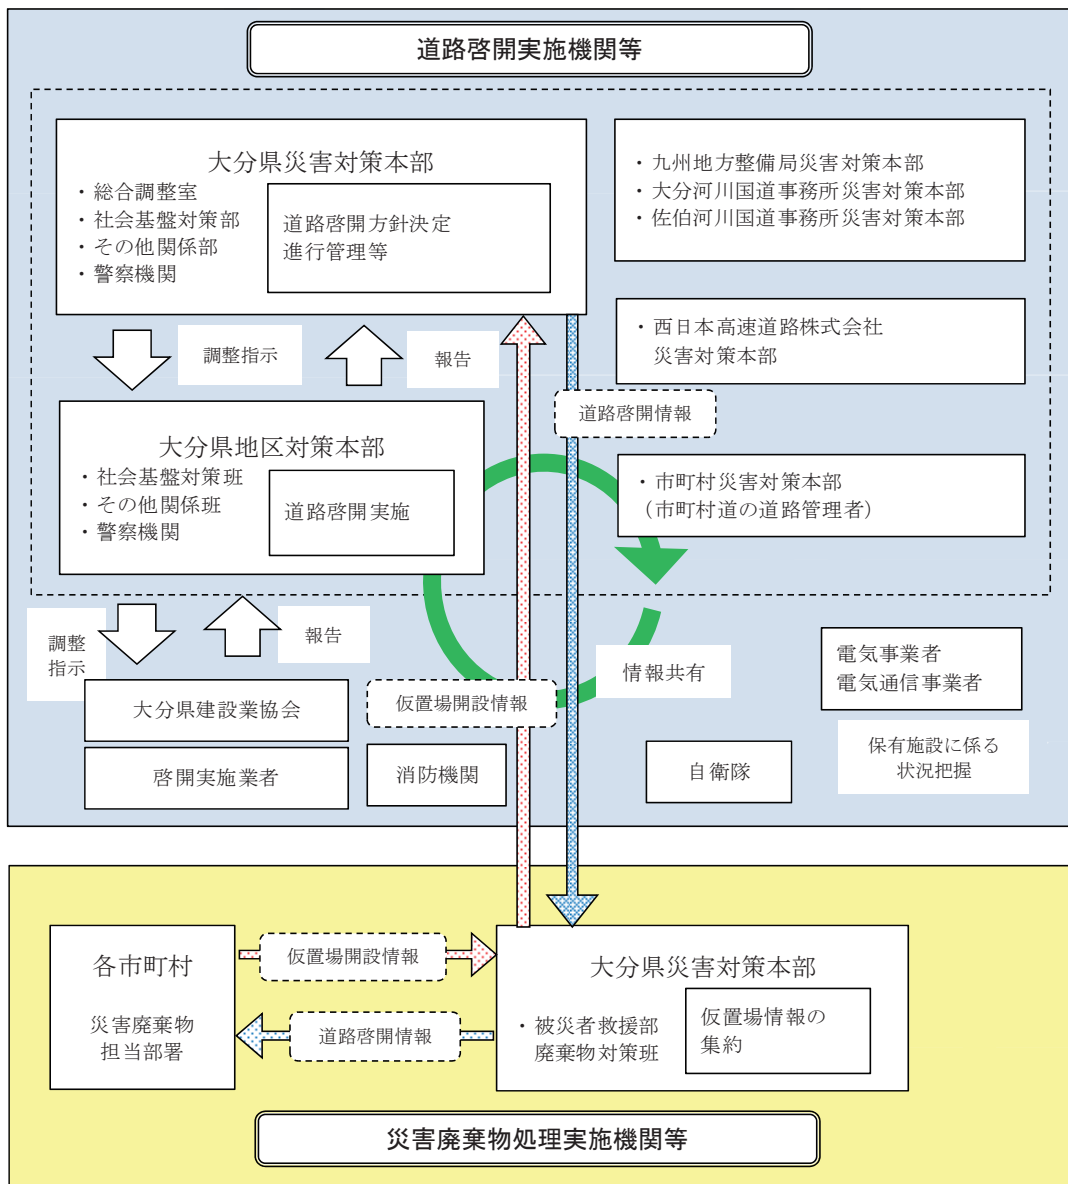 道路啓開実施機関等
大分県災害対策本部
・総合調整室
・社会基盤対策部
・その他関係部
・警察機関
道路啓開方針決定
進行管理等
・九州地方整備局災害対策本部
・大分河川国道事務所災害対策本部
・佐伯河川国道事務所災害対策本部
調整指示
報告
・西日本高速道路株式会社
災害対策本部
道路啓開情報
大分県地区対策本部
・社会基盤対策班
・その他関係班
・警察機関
道路啓開実施
・市町村災害対策本部
（市町村道の道路管理者）
調整
指示
報告
情報共有
電気事業者
電気通信事業者
大分県建設業協会
仮置場開設情報
保有施設に係る
状況把握
啓開実施業者
消防機関
自衛隊
各市町村
災害廃棄物
担当部署
仮置場開設情報
道路啓開情報
大分県災害対策本部
・被災者救援部
廃棄物対策班
仮置場情報の
集約
災害廃棄物処理実施機関等